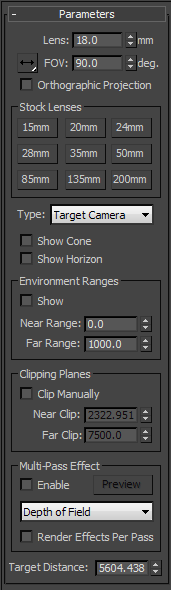 - Parameters
Lens: 18.0 mm
FOV: 90.0 deg.
Orthographic Projection
Stock Lenses
15mm 20mm 24mm
28mm 35mm 50mm
85mm 135mm 200mm
Type: Target Camera
Show Cone
Show Horizon
Environment Ranges
Show
Near Range: 0.0
Far Range: 1000.0
Clipping Planes
Clip Manually
Near Clip: 2322.951
Far Clip: 7500.0
Multi-Pass Effect
Enable Preview
Depth of Field
Render Effects Per Pass
Target Distance: 5604.438